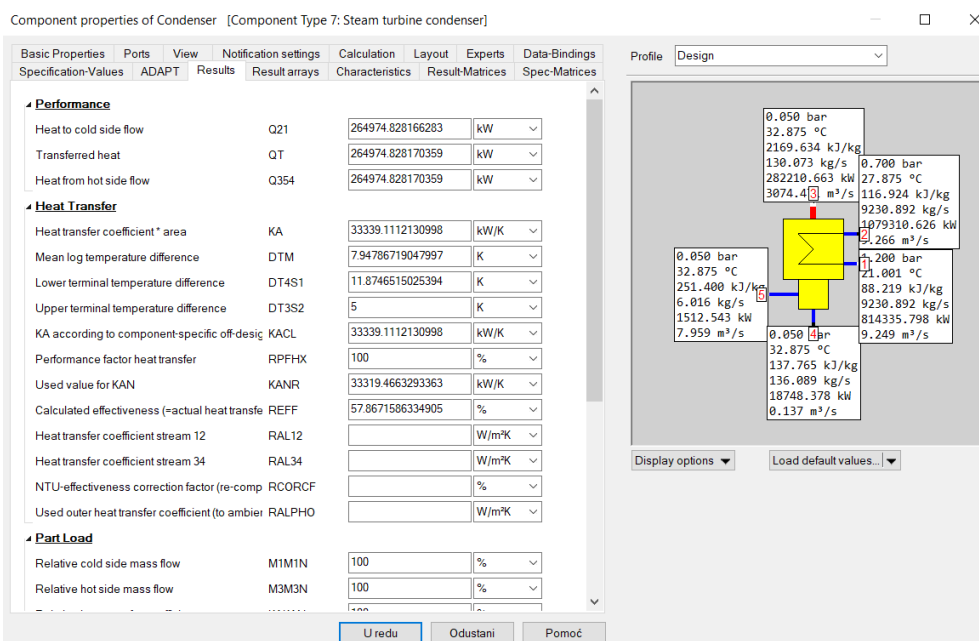 Component properties of Condenser [Component Type 7: Steam turbine condenser]
Basic Properties Ports View Notification settings Calculation Layout Experts Data-Bindings
Specification-Values ADAPT Results Result arrays Characteristics Result-Matrices Spec-Matrices
Profile Design
Performance
Heat to cold side flow Q21 264974.828166283 kW
Transferred heat QT 264974.828170359 kW
Heat from hot side flow Q354 264974.828170359 kW
Heat Transfer
Heat transfer coefficient * area KA 33339.1112130998 kW/K
Mean log temperature difference DTM 7.94786719047997 K
Lower terminal temperature difference DT4S1 11.8746515025394 K
Upper terminal temperature difference DT3S2 5 K
KA according to component-specific off-desig KACL 33339.1112130998 kW/K
Performance factor heat transfer RPFHX 100 %
Used value for KAN KANR 33319.4663293363 kW/K
Calculated effectiveness (=actual heat transfe REFF 57.8671586334905 %
Heat transfer coefficient stream 12 RAL12 W/m²K
Heat transfer coefficient stream 34 RAL34 W/m²K
NTU-effectiveness correction factor (re-comp RCORCF %
Used outer heat transfer coefficient (to ambier RALPHO W/m²K
Part Load
Relative cold side mass flow M1M1N 100 %
Relative hot side mass flow M3M3N 100 %
U redu Odustani Pomoć
0.050 bar
32.875 °C
2169.634 kJ/kg
130.073 kg/s
282210.663 kW
3 m³/s
0.700 bar
27.875 °C
116.924 kJ/kg
9230.892 kg/s
1079310.626 kW
2 .266 m³/s
1 .200 bar
21.001 °C
88.219 kJ/kg
9230.892 kg/s
814335.798 kW
9.249 m³/s
0.050 bar
32.875 °C
251.400 kJ/kg
5
6.016 kg/s
1512.543 kW
7.959 m³/s
0.050 4
32.875 °C
137.765 kJ/kg
136.089 kg/s
18748.378 kW
0.137 m³/s
Display options Load default values...